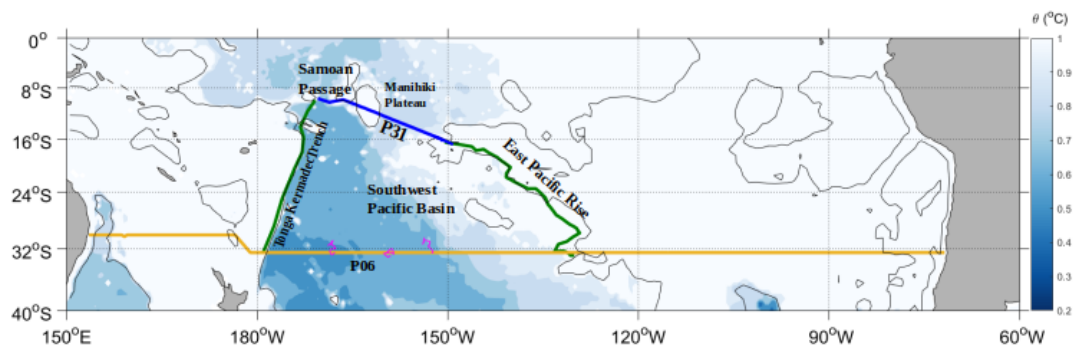 θ (°C)
0°
8°S
16°S
24°S
32°S
40°S
150°E
180°W
150°W
120°W
90°W
60°W
Samoan
Passage
Manihiki
Plateau
P31
East Pacific Rise
Tonga KermadecTrench
Southwest
Pacific Basin
P06
1
0.9
0.8
0.7
0.6
0.5
0.4
0.3
0.2